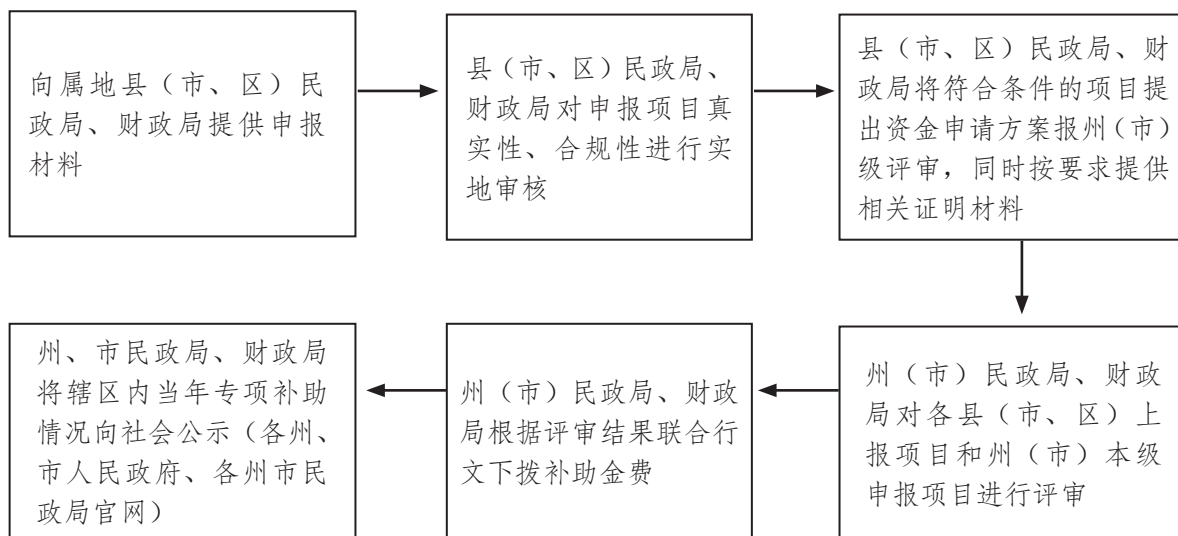 向属地县（市、区）民
政局、财政局提供申报
材料
县（市、区）民政局、
财政局对申报项目真
实性、合规性进行实
地审核
县（市、区）民政局、财
政局将符合条件的项目提
出资金申请方案报州（市）
级评审，同时按要求提供
相关证明材料
州（市）民政局、财政
局对各县（市、区）上
报项目和州（市）本级
申报项目进行评审
州（市）民政局、财政
局根据评审结果联合行
文下拨补助金费
州、市民政局、财政局
将辖区内当年专项补助
情况向社会公示（各州、
市人民政府、各州市民
政局官网）